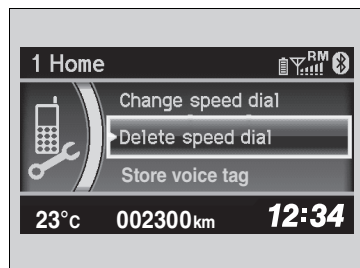 1 Home
RM
Change speed dial
Delete speed dial
Store voice tag
23°c 002300km 12:34